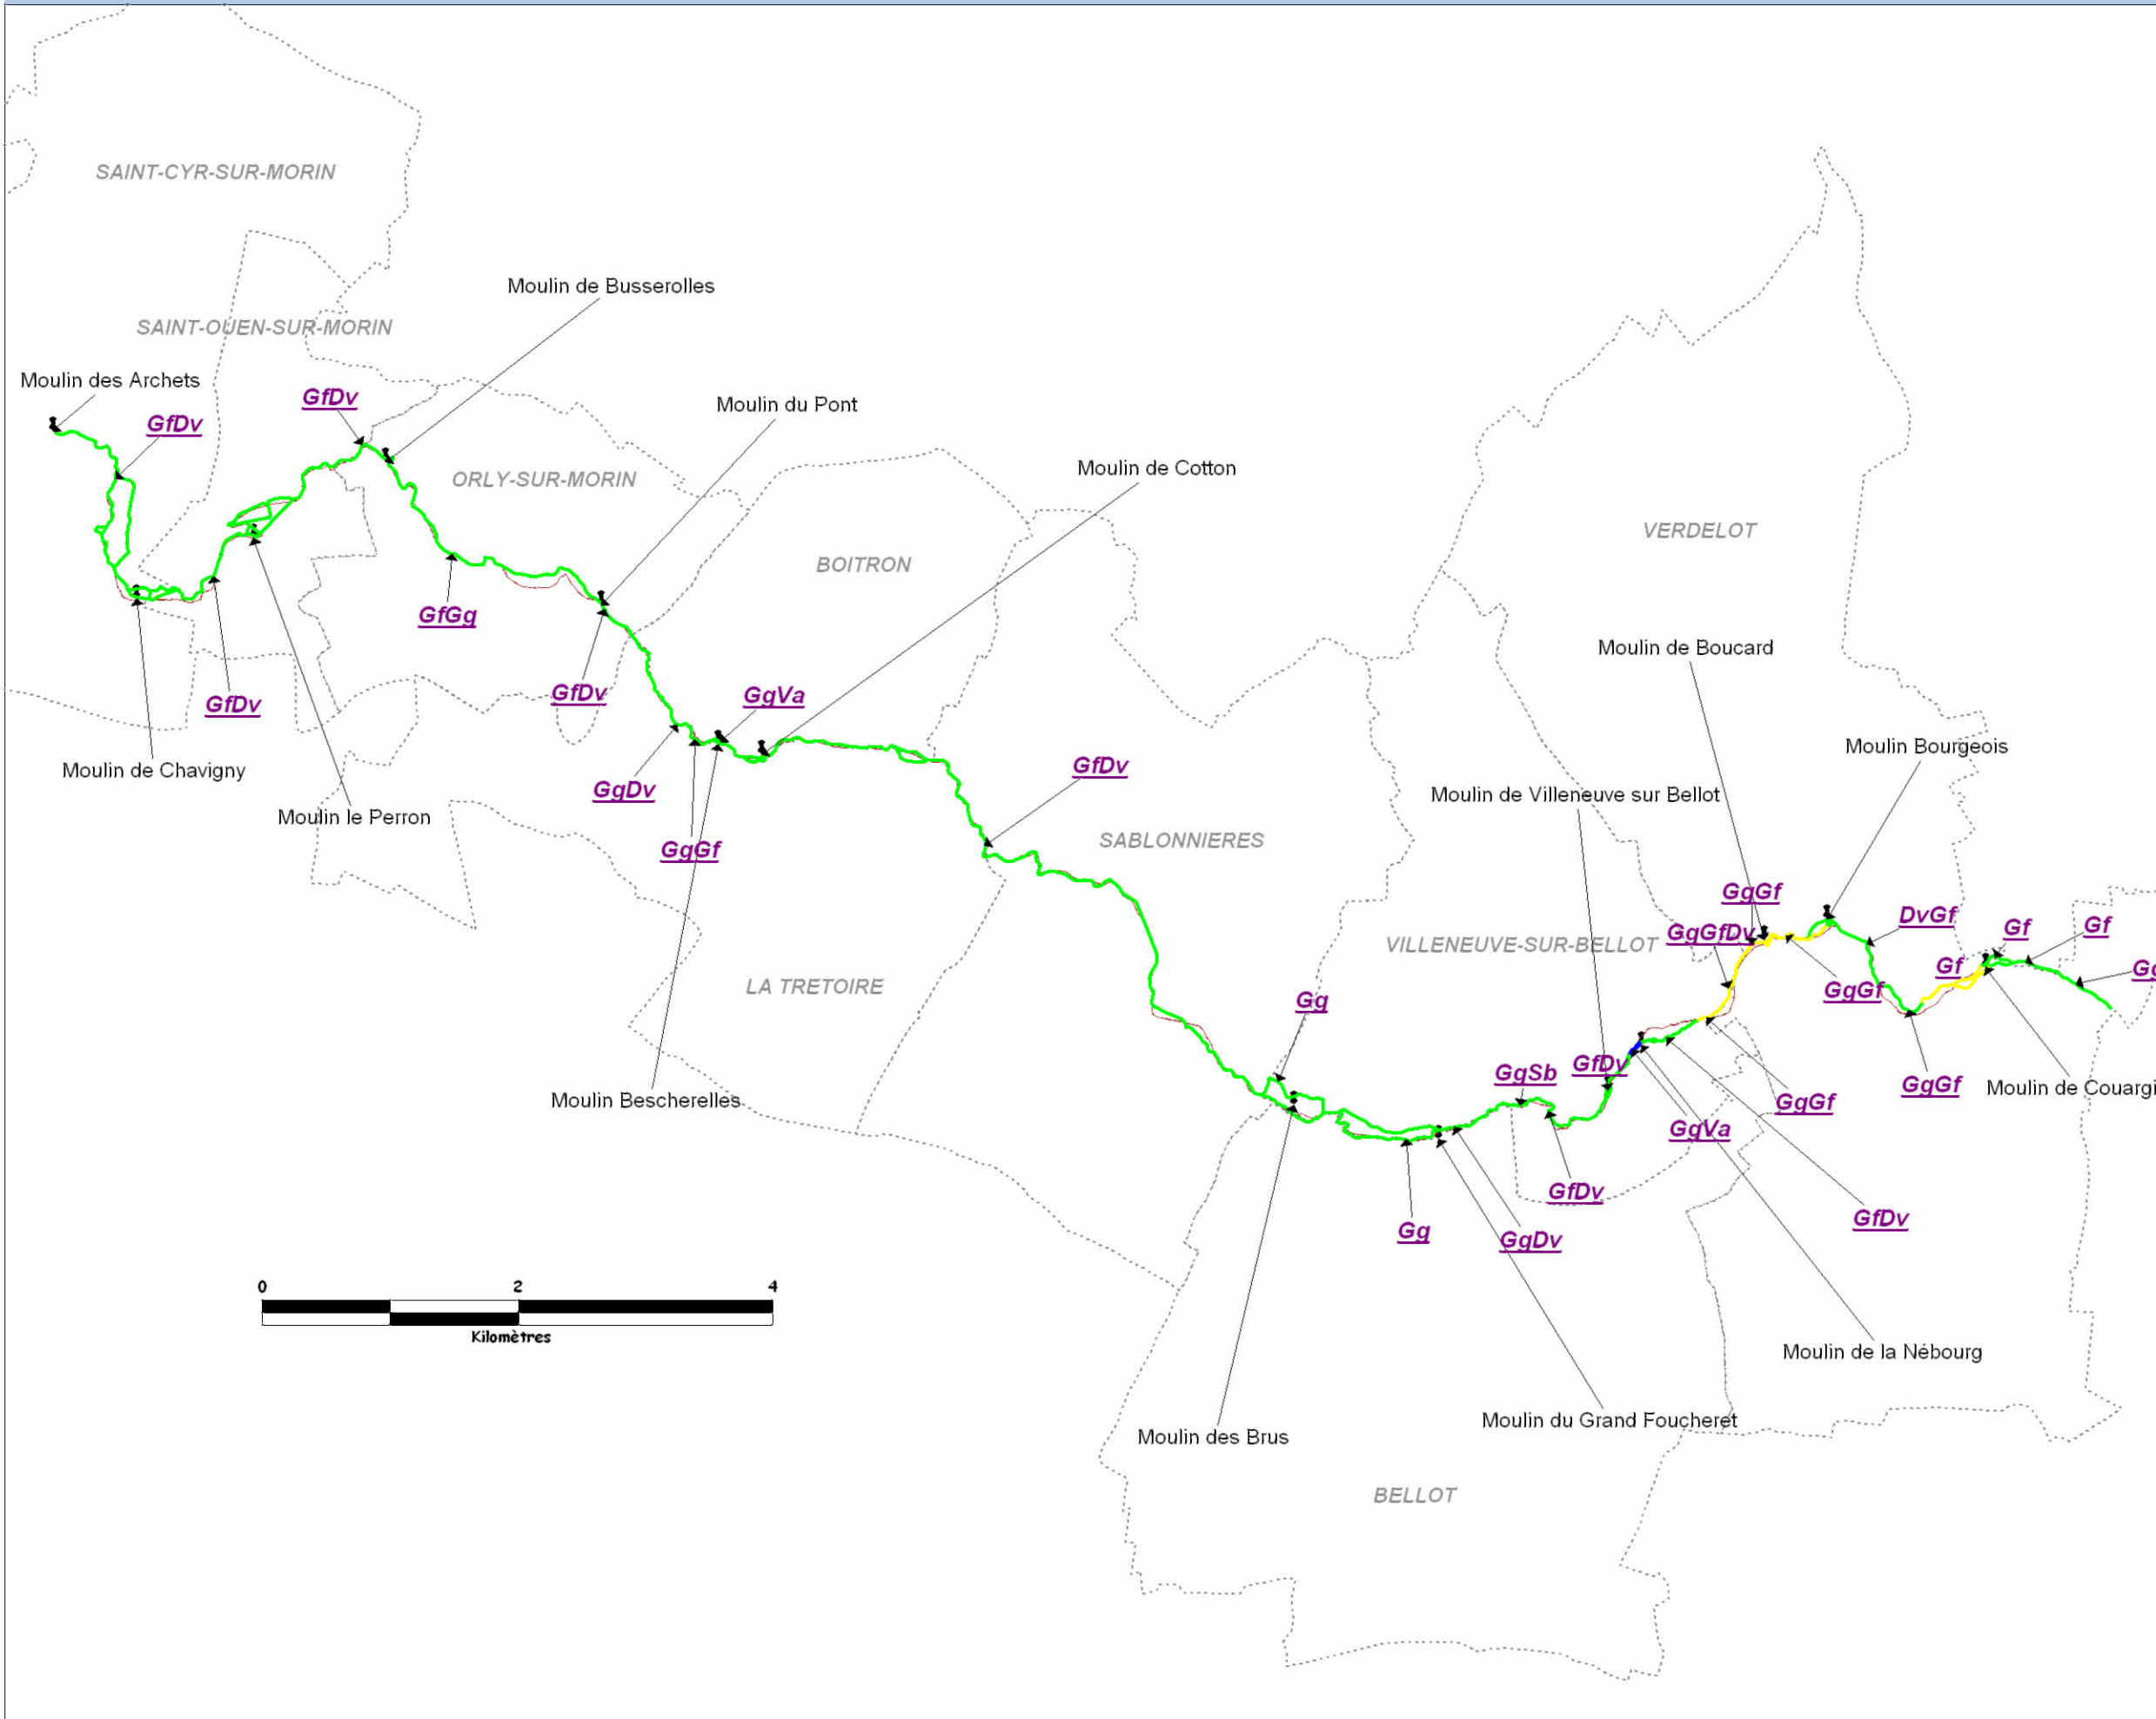 SAINT-CYR-SUR-MORIN
Moulin de Busserolles
SAINT-OUEN-SUR-MORIN
Moulin des Archets
GfDv
GfDv
Moulin du Pont
Moulin de Cotton
ORLY-SUR-MORIN
VERDELOT
BOITRON
GfGg
Moulin de Boucard
GfDv
GfDv
GgVa
Moulin Bourgeois
Moulin de Chavigny
GfDv
GgDv
Moulin de Villeneuve sur Bellot
Moulin le Perron
SABLONNIERES
GgGf
GgGf
DvGf
Gf
Gf
GgGfDv
VILLENEUVE-SUR-BELLOT
Gf
LA TRETOIRE
GgGf
Gg
GfDv
GgSb
GgGf
Moulin Bescherelles
GgGf
GgVa
GfDv
GfDv
Gg
GgDv
0 2 4
Kilomètres
Moulin de la Nébourg
Moulin du Grand Foucheret
Moulin des Brus
BELLOT
Moulin de